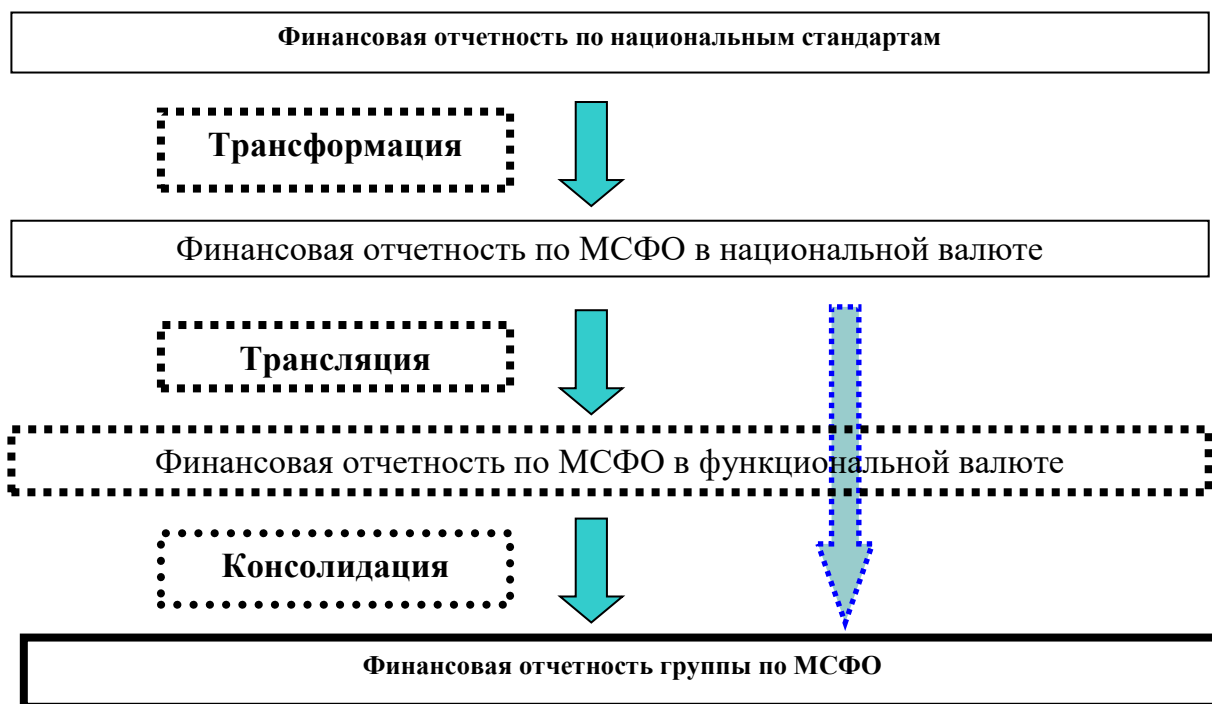 Финансовая отчетность по национальным стандартам
Трансформация
Финансовая отчетность по МСФО в национальной валюте
Трансляция
Финансовая отчетность по МСФО в функциональной валюте
Консолидация
Финансовая отчетность группы по МСФО